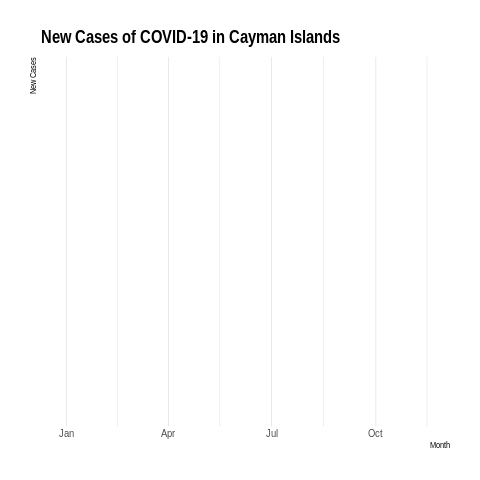 New Cases of COVID-19 in Cayman Islands
New Cases
Jan Apr Jul Oct
Month